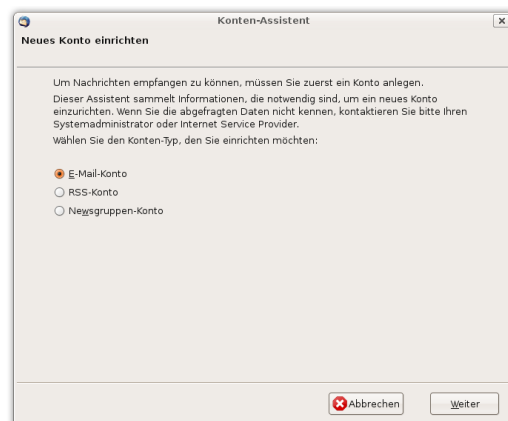 Konten-Assistent
Neues Konto einrichten
Um Nachrichten empfangen zu können, müssen Sie zuerst ein Konto anlegen.
Dieser Assistent sammelt Informationen, die notwendig sind, um ein neues Konto
einzurichten. Wenn Sie die abgefragten Daten nicht kennen, kontaktieren Sie bitte Ihren
Systemadministrator oder Internet Service Provider.
Wählen Sie den Konten-Typ, den Sie einrichten möchten:
E-Mail-Konto
RSS-Konto
Newsgruppen-Konto
Abbrechen
Weiter